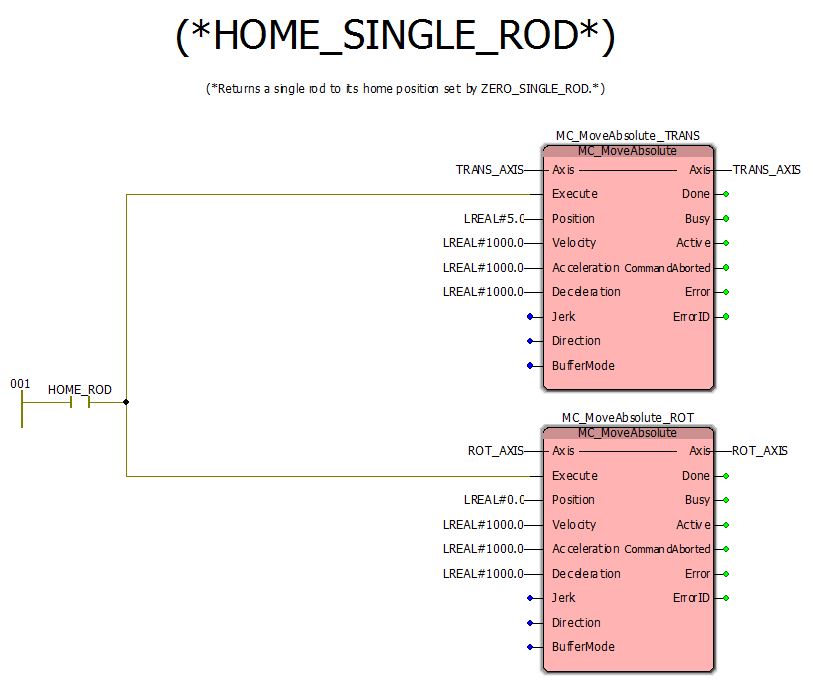 (*HOME_SINGLE_ROD*)
(*Returns a single rod to its home position set by ZERO_SINGLE_ROD.*)
MC_MoveAbsolute_TRANS
MC_MoveAbsolute
TRANS_AXIS Axis Axis TRANS_AXIS
Execute Done
LREAL#5.0 Position Busy
LREAL#1000.0 Velocity Active
LREAL#1000.0 Acceleration CommandAborted
LREAL#1000.0 Deceleration Error
Jerk ErrorID
Direction
BufferMode
001
HOME_ROD
MC_MoveAbsolute_ROT
MC_MoveAbsolute
ROT_AXIS Axis Axis ROT_AXIS
Execute Done
LREAL#0.0 Position Busy
LREAL#1000.0 Velocity Active
LREAL#1000.0 Acceleration CommandAborted
LREAL#1000.0 Deceleration Error
Jerk ErrorID
Direction
BufferMode